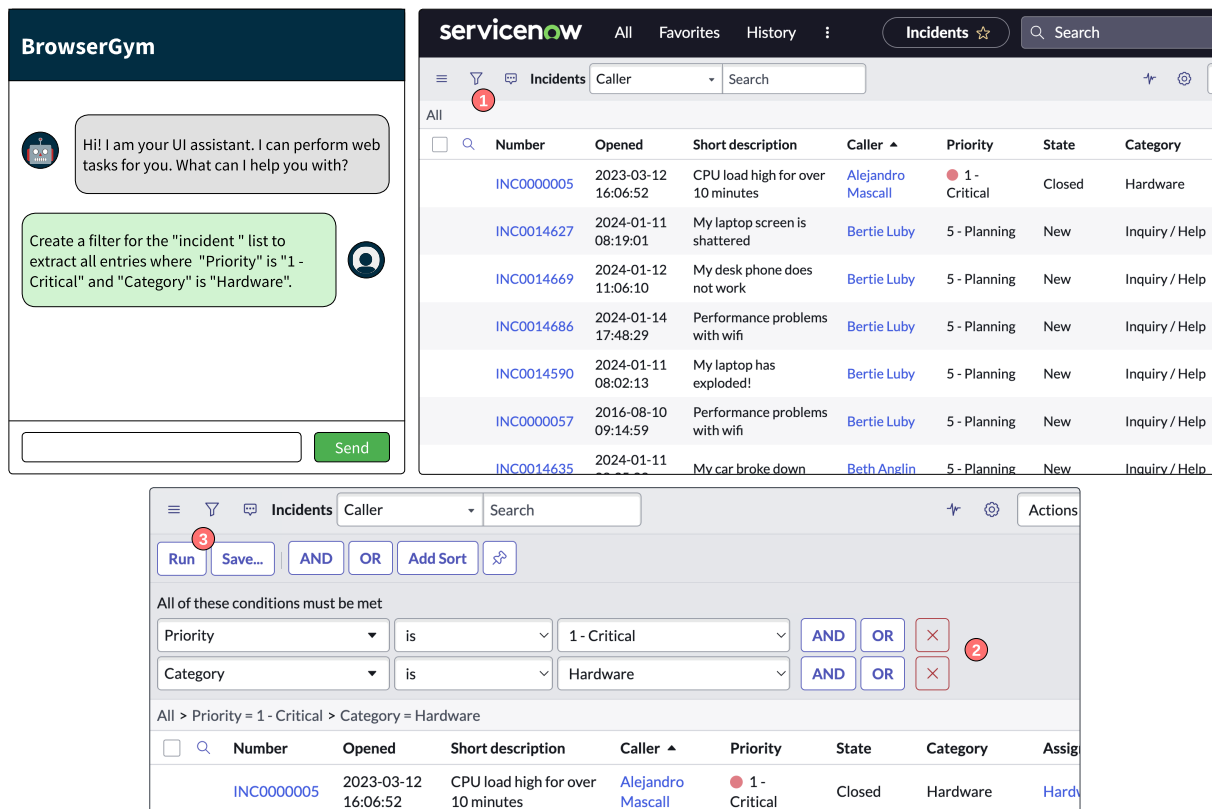 BrowserGym
Hi! I am your UI assistant. I can perform web
tasks for you. What can I help you with?
Create a filter for the "incident " list to
extract all entries where "Priority" is "1 -
Critical" and "Category" is "Hardware".
Send
servicenow All Favorites History Incidents Search
Incidents Caller Search
1
All
Number Opened Short description Caller Priority State Category
INC0000005 2023-03-12 16:06:52 CPU load high for over 10 minutes Alejandro Mascall 1 - Critical Closed Hardware
INC0014627 2024-01-11 08:19:01 My laptop screen is shattered Bertie Luby 5 - Planning New Inquiry / Help
INC0014669 2024-01-12 11:06:10 My desk phone does not work Bertie Luby 5 - Planning New Inquiry / Help
INC0014686 2024-01-14 17:48:29 Performance problems with wifi Bertie Luby 5 - Planning New Inquiry / Help
INC0014590 2024-01-11 08:02:13 My laptop has exploded! Bertie Luby 5 - Planning New Inquiry / Help
INC0000057 2016-08-10 09:14:59 Performance problems with wifi Bertie Luby 5 - Planning New Inquiry / Help
INC0014635 2024-01-11 My car broke down Beth Anglin 5 - Planning New Inquiry / Help
Incidents Caller Search Actions
3
Run Save... AND OR Add Sort
All of these conditions must be met
Priority is 1 - Critical AND OR
2
Category is Hardware AND OR
All > Priority = 1 - Critical > Category = Hardware
Number Opened Short description Caller Priority State Category
INC0000005 2023-03-12 16:06:52 CPU load high for over 10 minutes Alejandro Mascall 1 - Critical Closed Hardware